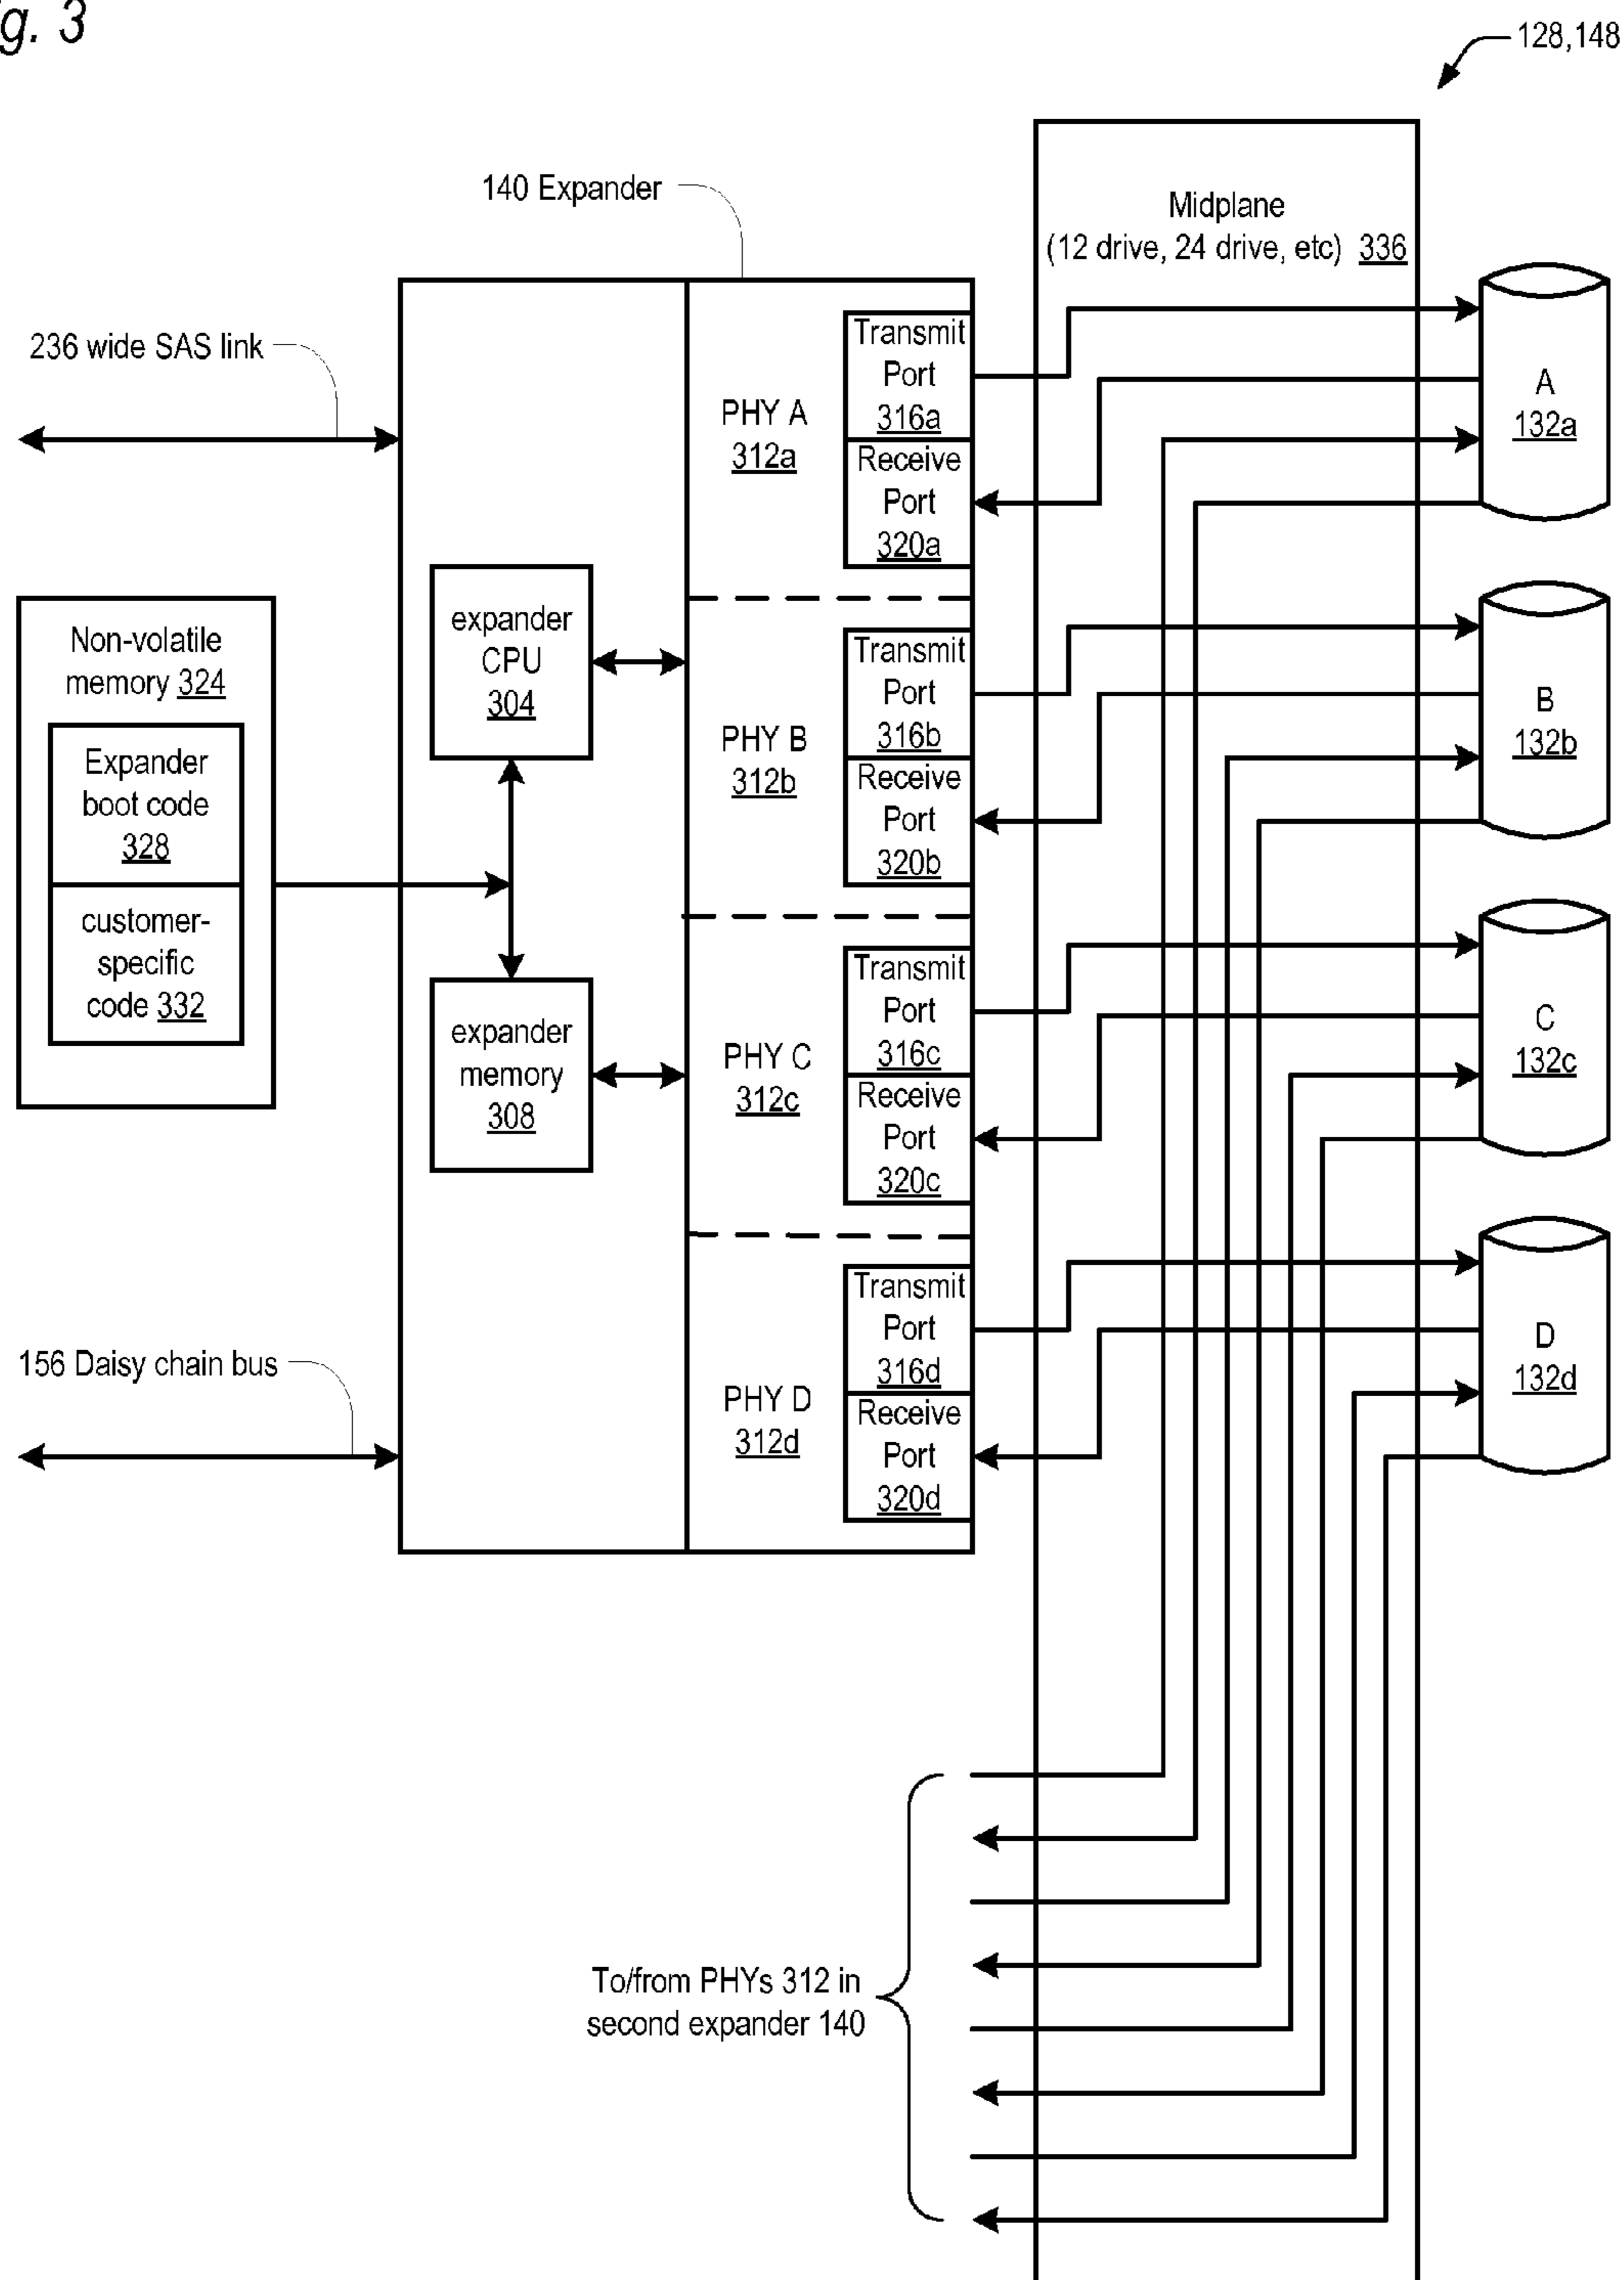 g. 3
128,148
140 Expander
Midplane
(12 drive, 24 drive, etc) 336
236 wide SAS link
Transmit
Port
316a
PHY A
312a
Receive
Port
320a
A
132a
Non-volatile
memory 324
Expander
boot code
328
customer-
specific
code 332
expander
CPU
304
Transmit
Port
316b
PHY B
312b
Receive
Port
320b
B
132b
expander
memory
308
Transmit
Port
316c
PHY C
312c
Receive
Port
320c
C
132c
156 Daisy chain bus
Transmit
Port
316d
PHY D
312d
Receive
Port
320d
D
132d
To/from PHYs 312 in
second expander 140